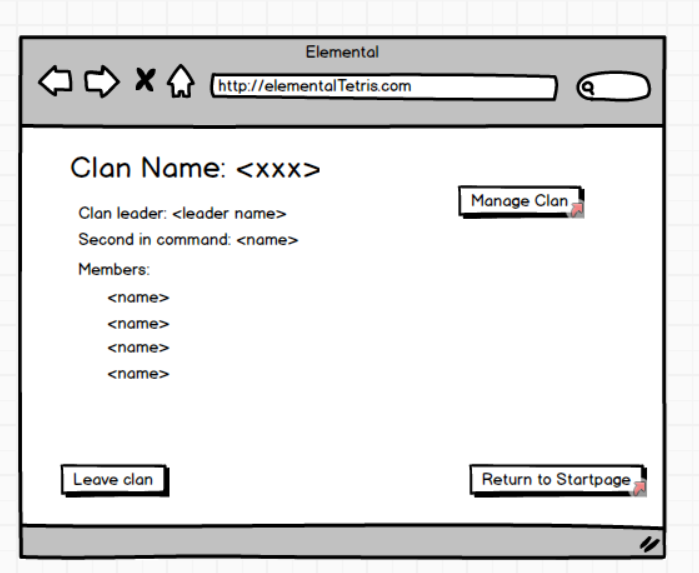 Elemental
http://elementalTetris.com
Clan Name: <xxx>
Manage Clan
Clan leader: <leader name>
Second in command: <name>
Members:
<name>
<name>
<name>
<name>
Leave clan
Return to Startpage